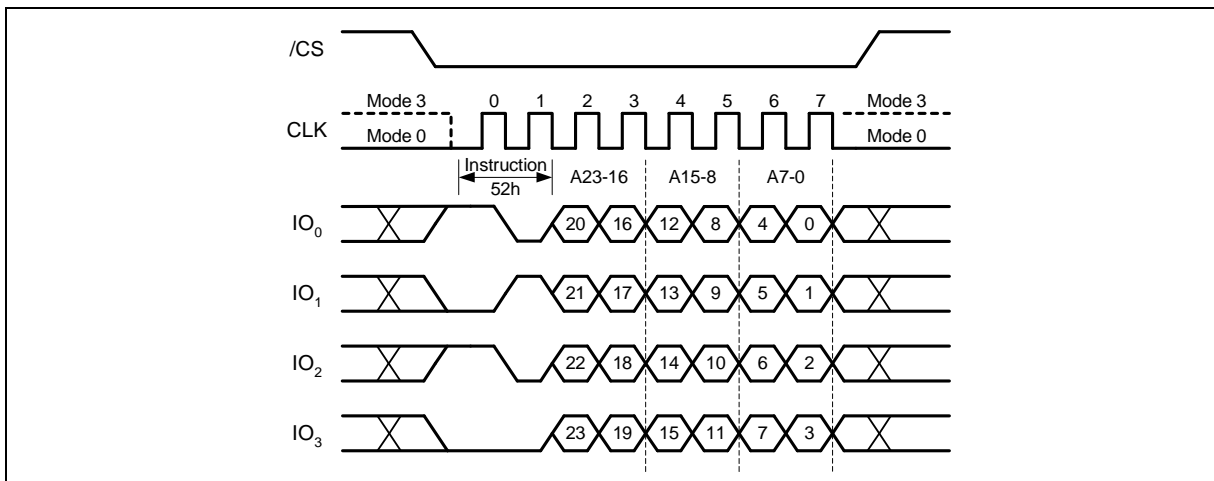 /CS
Mode 3 0 1 2 3 4 5 6 7 Mode 3
CLK Mode 0 Mode 0
Instruction
52h A23-16 A15-8 A7-0
IO0 20 16 12 8 4 0
IO1 21 17 13 9 5 1
IO2 22 18 14 10 6 2
IO3 23 19 15 11 7 3